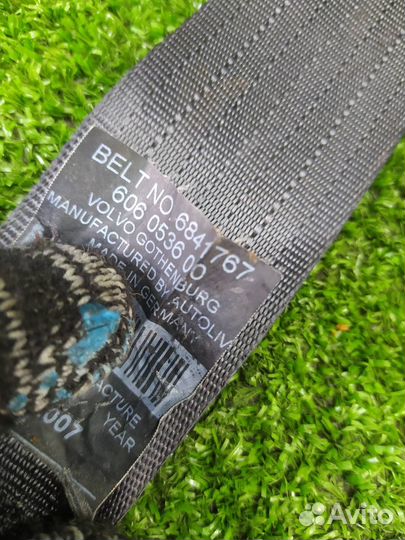 BELT NO 6841767
606 0536 00
VOLVO GOTHENBURG
MANUFACTURED BY AUTOLIV
MADE IN GERMANY
ACTURE
YEAR
007
Avito